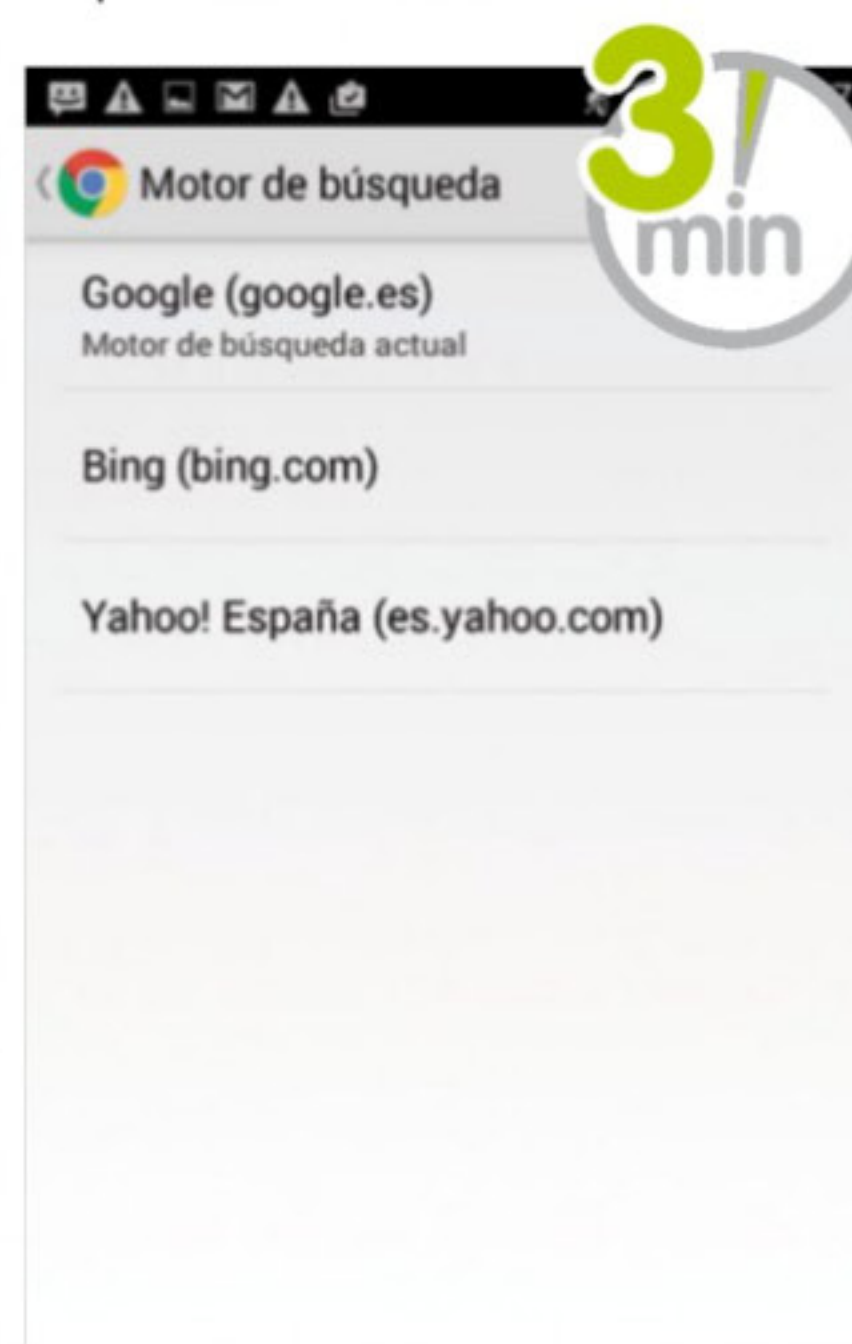 3
min
Motor de búsqueda
Google (google.es)
Motor de búsqueda actual
Bing (bing.com)
Yahoo! España (es.yahoo.com)